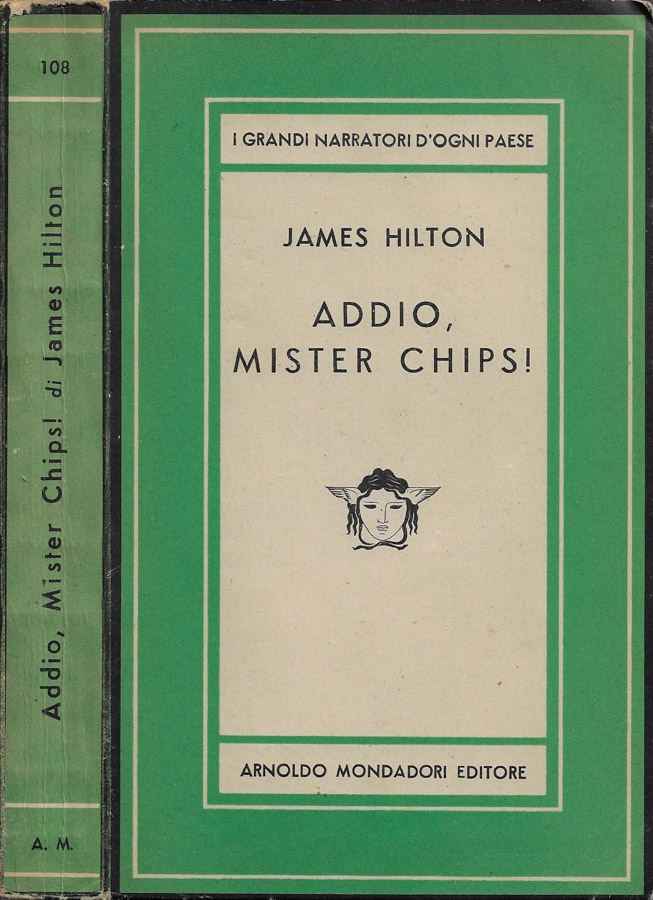 108
Addio, Mister Chips! di James Hilton
A. M.
I GRANDI NARRATORI D'OGNI PAESE
JAMES HILTON
ADDIO,
MISTER CHIPS!
ARNOLDO MONDADORI EDITORE